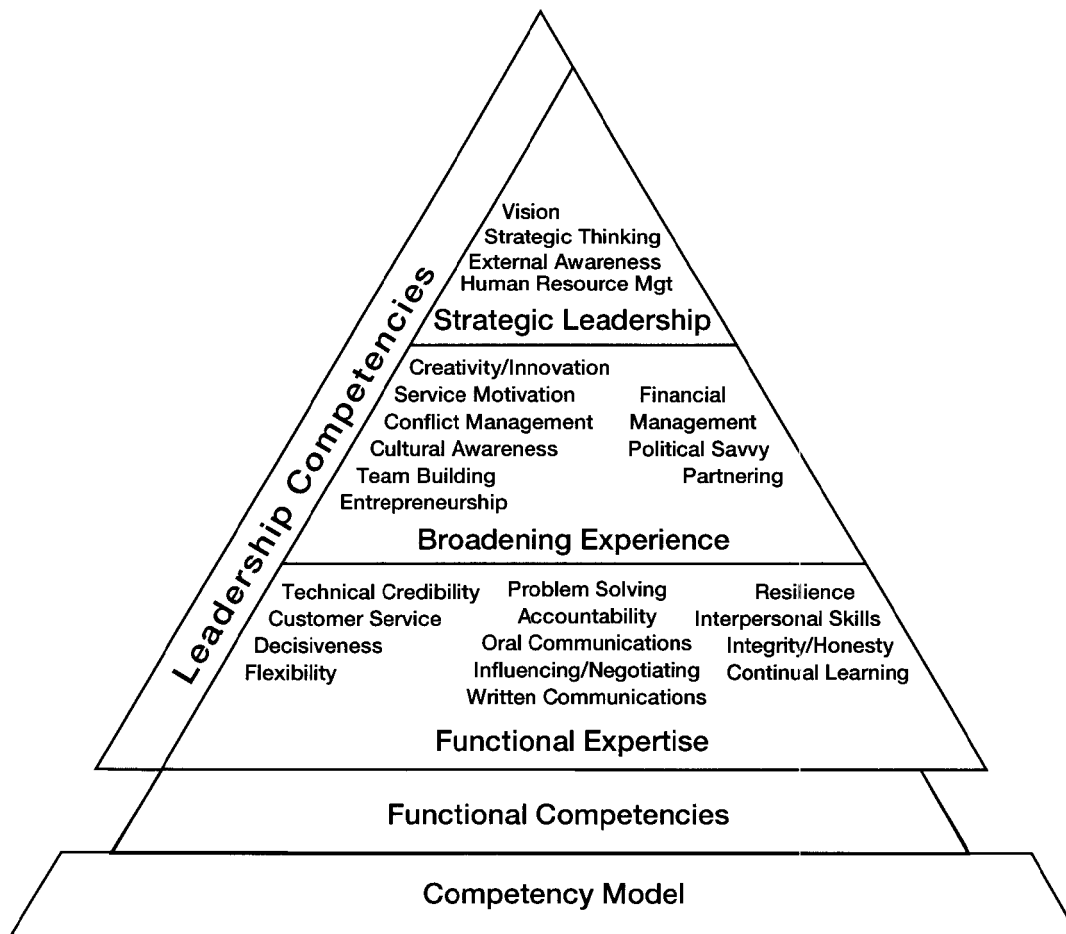 Leadership Competencies
Vision
Strategic Thinking
External Awareness
Human Resource Mgt
Strategic Leadership
Creativity/Innovation
Service Motivation
Conflict Management
Cultural Awareness
Team Building
Entrepreneurship
Financial
Management
Political Savvy
Partnering
Broadening Experience
Technical Credibility
Customer Service
Decisiveness
Flexibility
Problem Solving
Accountability
Oral Communications
Influencing/Negotiating
Written Communications
Resilience
Interpersonal Skills
Integrity/Honesty
Continual Learning
Functional Expertise
Functional Competencies
Competency Model